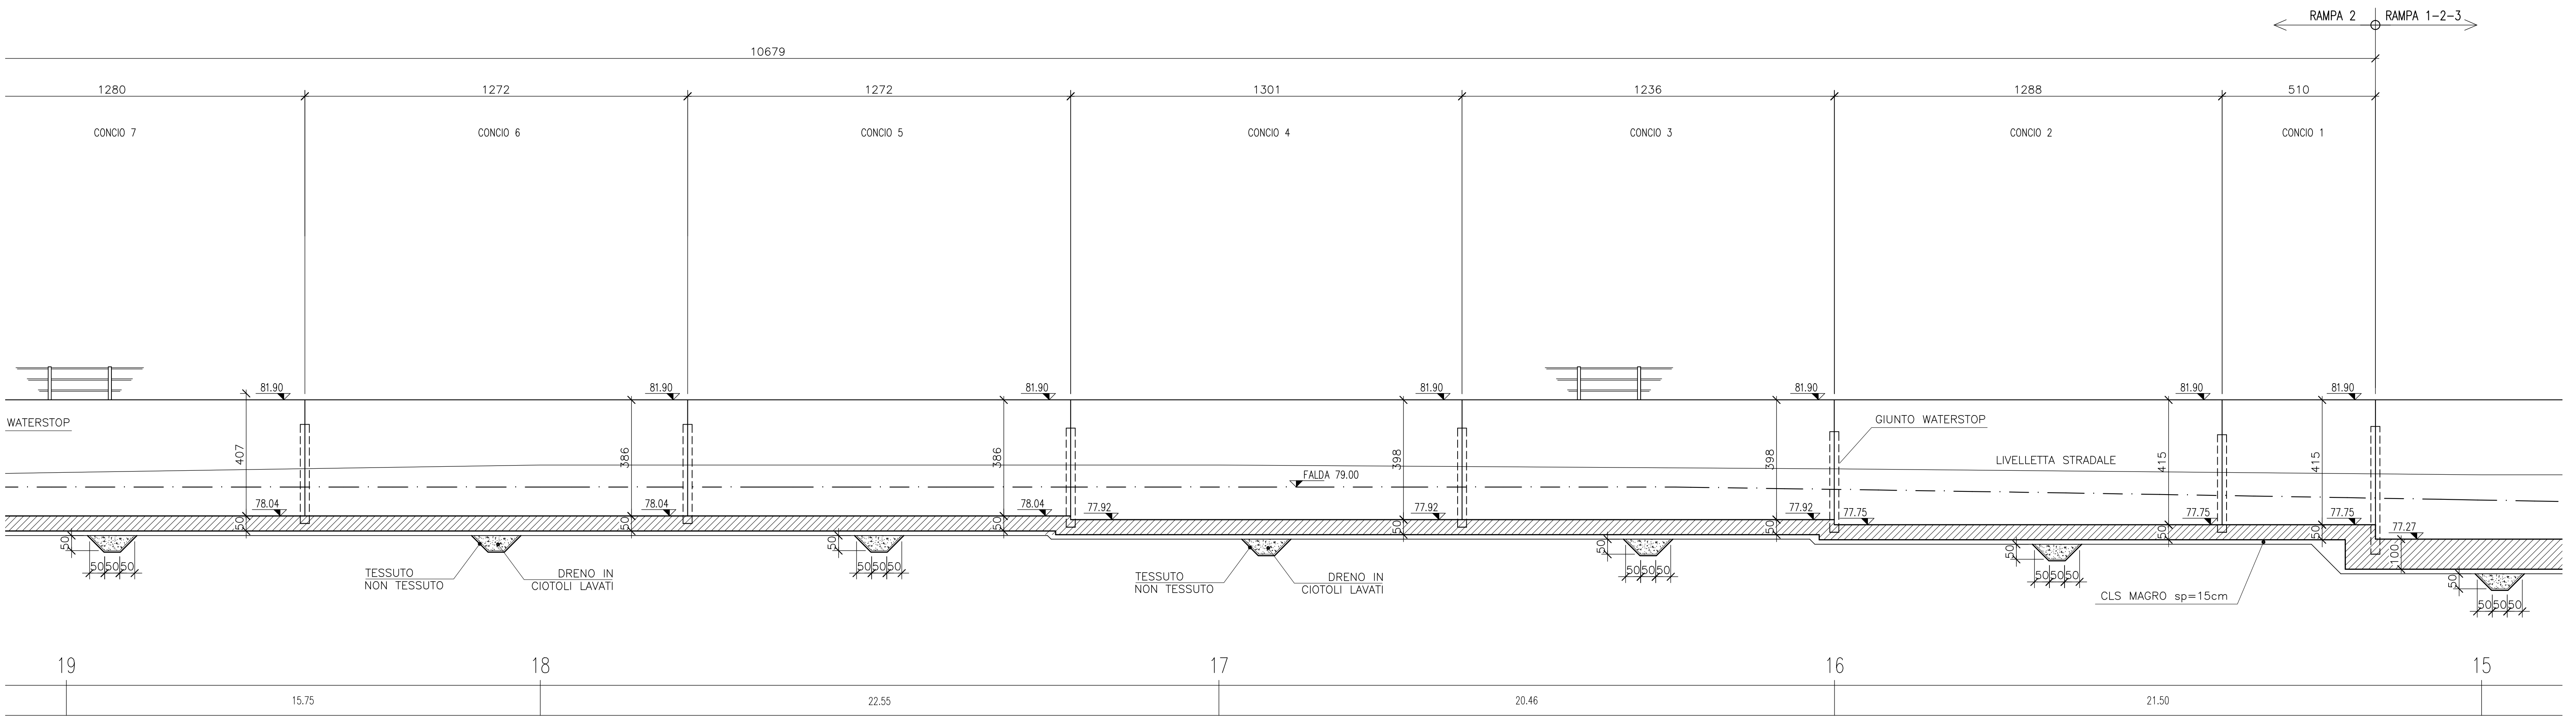 RAMPA 2 RAMPA 1-2-3
10679
1280 1272 1272 1301 1236 1288 510
CONCIO 7 CONCIO 6 CONCIO 5 CONCIO 4 CONCIO 3 CONCIO 2 CONCIO 1
81.90 81.90 81.90 81.90 81.90 81.90 81.90
WATERSTOP
GIUNTO WATERSTOP
407 386 386 398 398 415 415
LIVELLETTA STRADALE
FALDA 79.00
78.04 78.04 78.04 77.92 77.92 77.92 77.75 77.75 77.75 77.27
50 50 50 50 50 50 50 100
50 50 50 50 50
50 50 50 50 50 50 50 50 50 50 50 50 50 50 50
TESSUTO
NON TESSUTO
DRENO IN
CIOTOLI LAVATI
TESSUTO
NON TESSUTO
DRENO IN
CIOTOLI LAVATI
CLS MAGRO sp=15cm
19 18 17 16 15
15.75 22.55 20.46 21.50